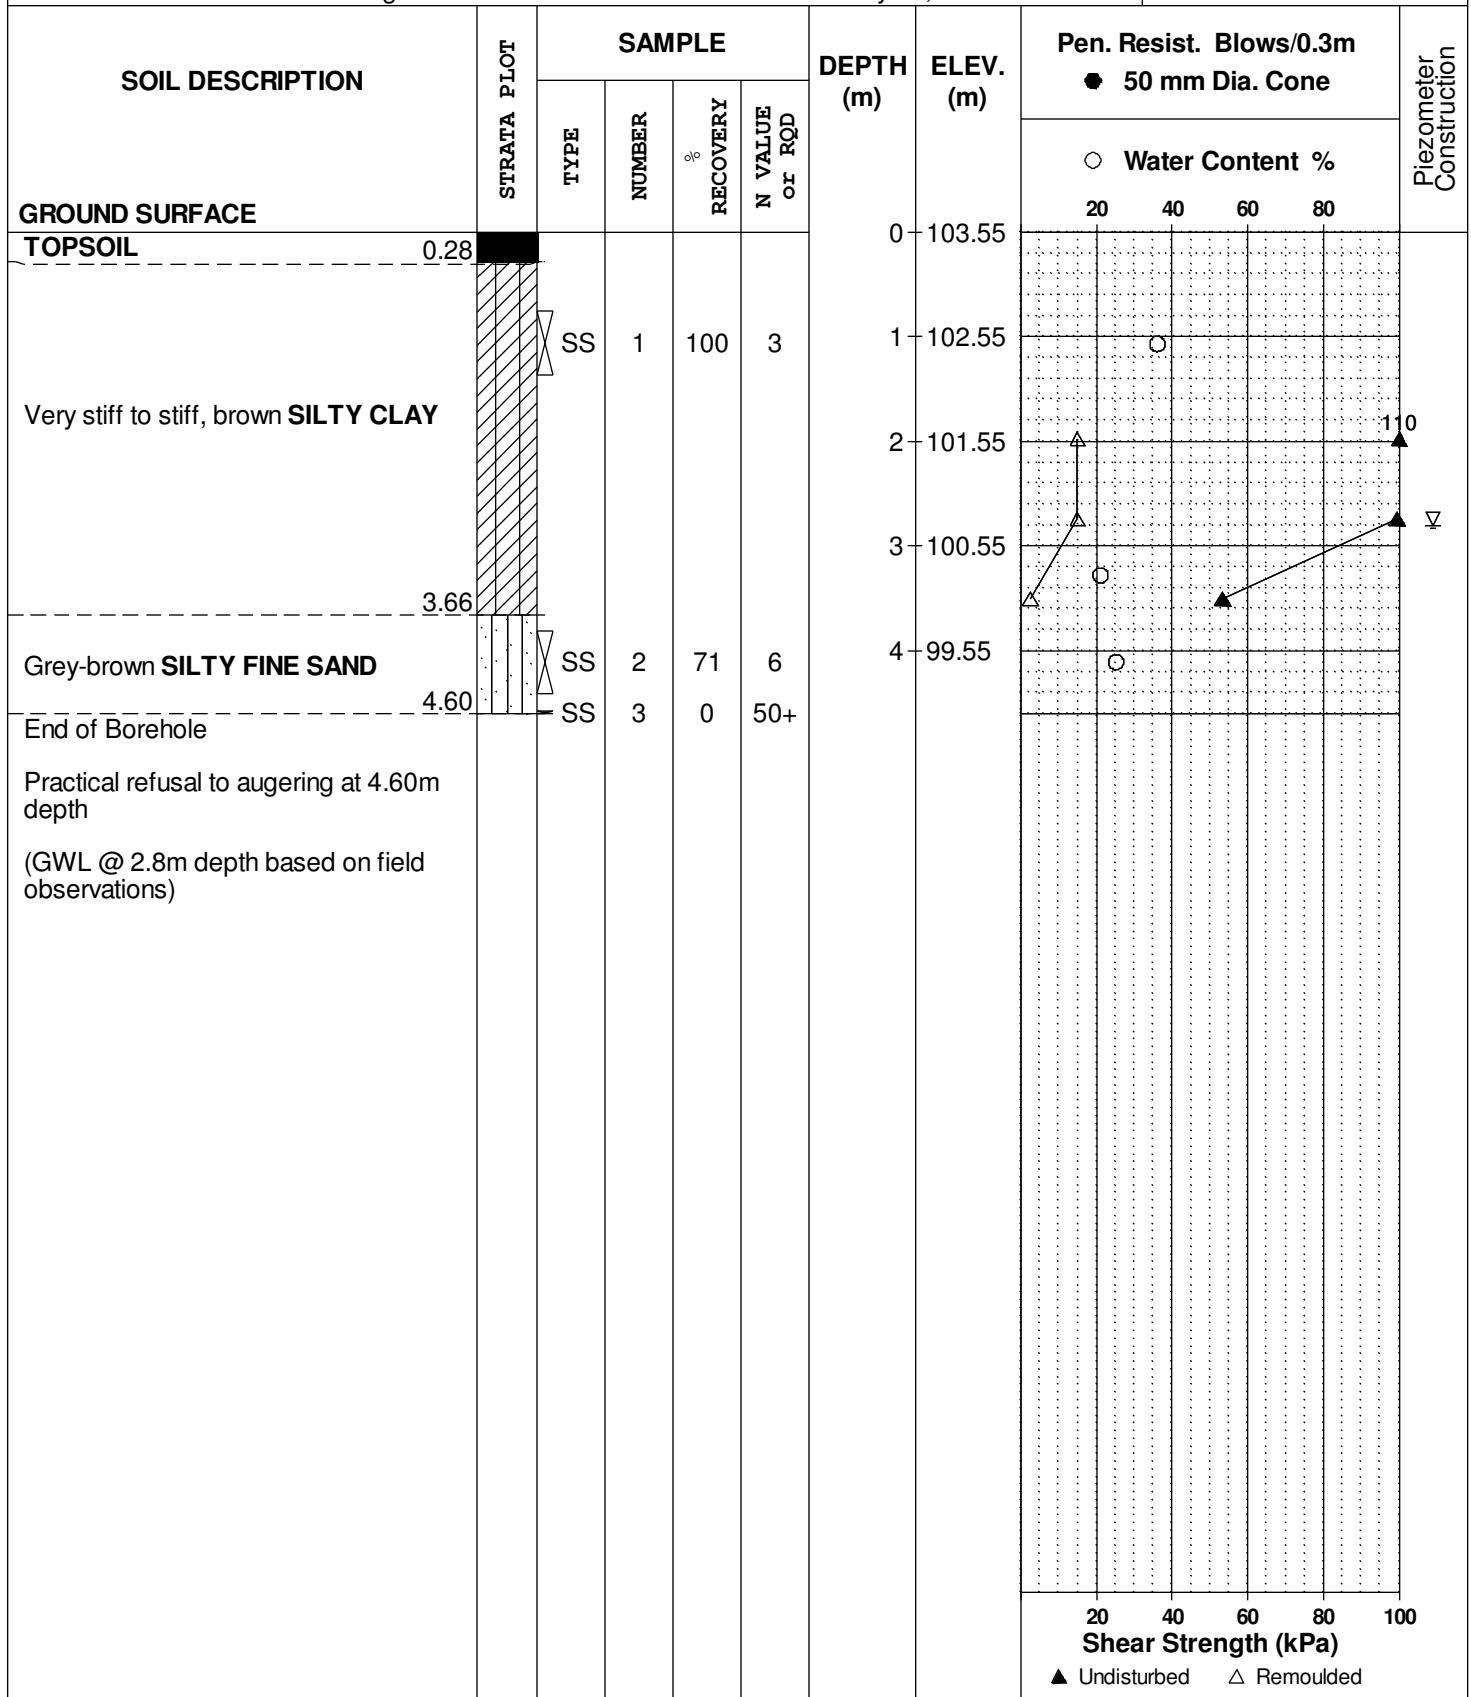 SOIL DESCRIPTION
GROUND SURFACE
STRATA PLOT
SAMPLE
TYPE
NUMBER
% RECOVERY
N VALUE
or RQD
DEPTH
(m)
ELEV.
(m)
Pen. Resist. Blows/0.3m
● 50 mm Dia. Cone
○ Water Content %
20 40 60 80
Piezometer
Construction
TOPSOIL 0.28
0 103.55
SS 1 100 3
1 102.55
Very stiff to stiff, brown SILTY CLAY
110
2 101.55
3 100.55
3.66
Grey-brown SILTY FINE SAND
SS 2 71 6
4 99.55
4.60
SS 3 0 50+
End of Borehole
Practical refusal to augering at 4.60m
depth
(GWL @ 2.8m depth based on field
observations)
20 40 60 80 100
Shear Strength (kPa)
▲ Undisturbed △ Remoulded